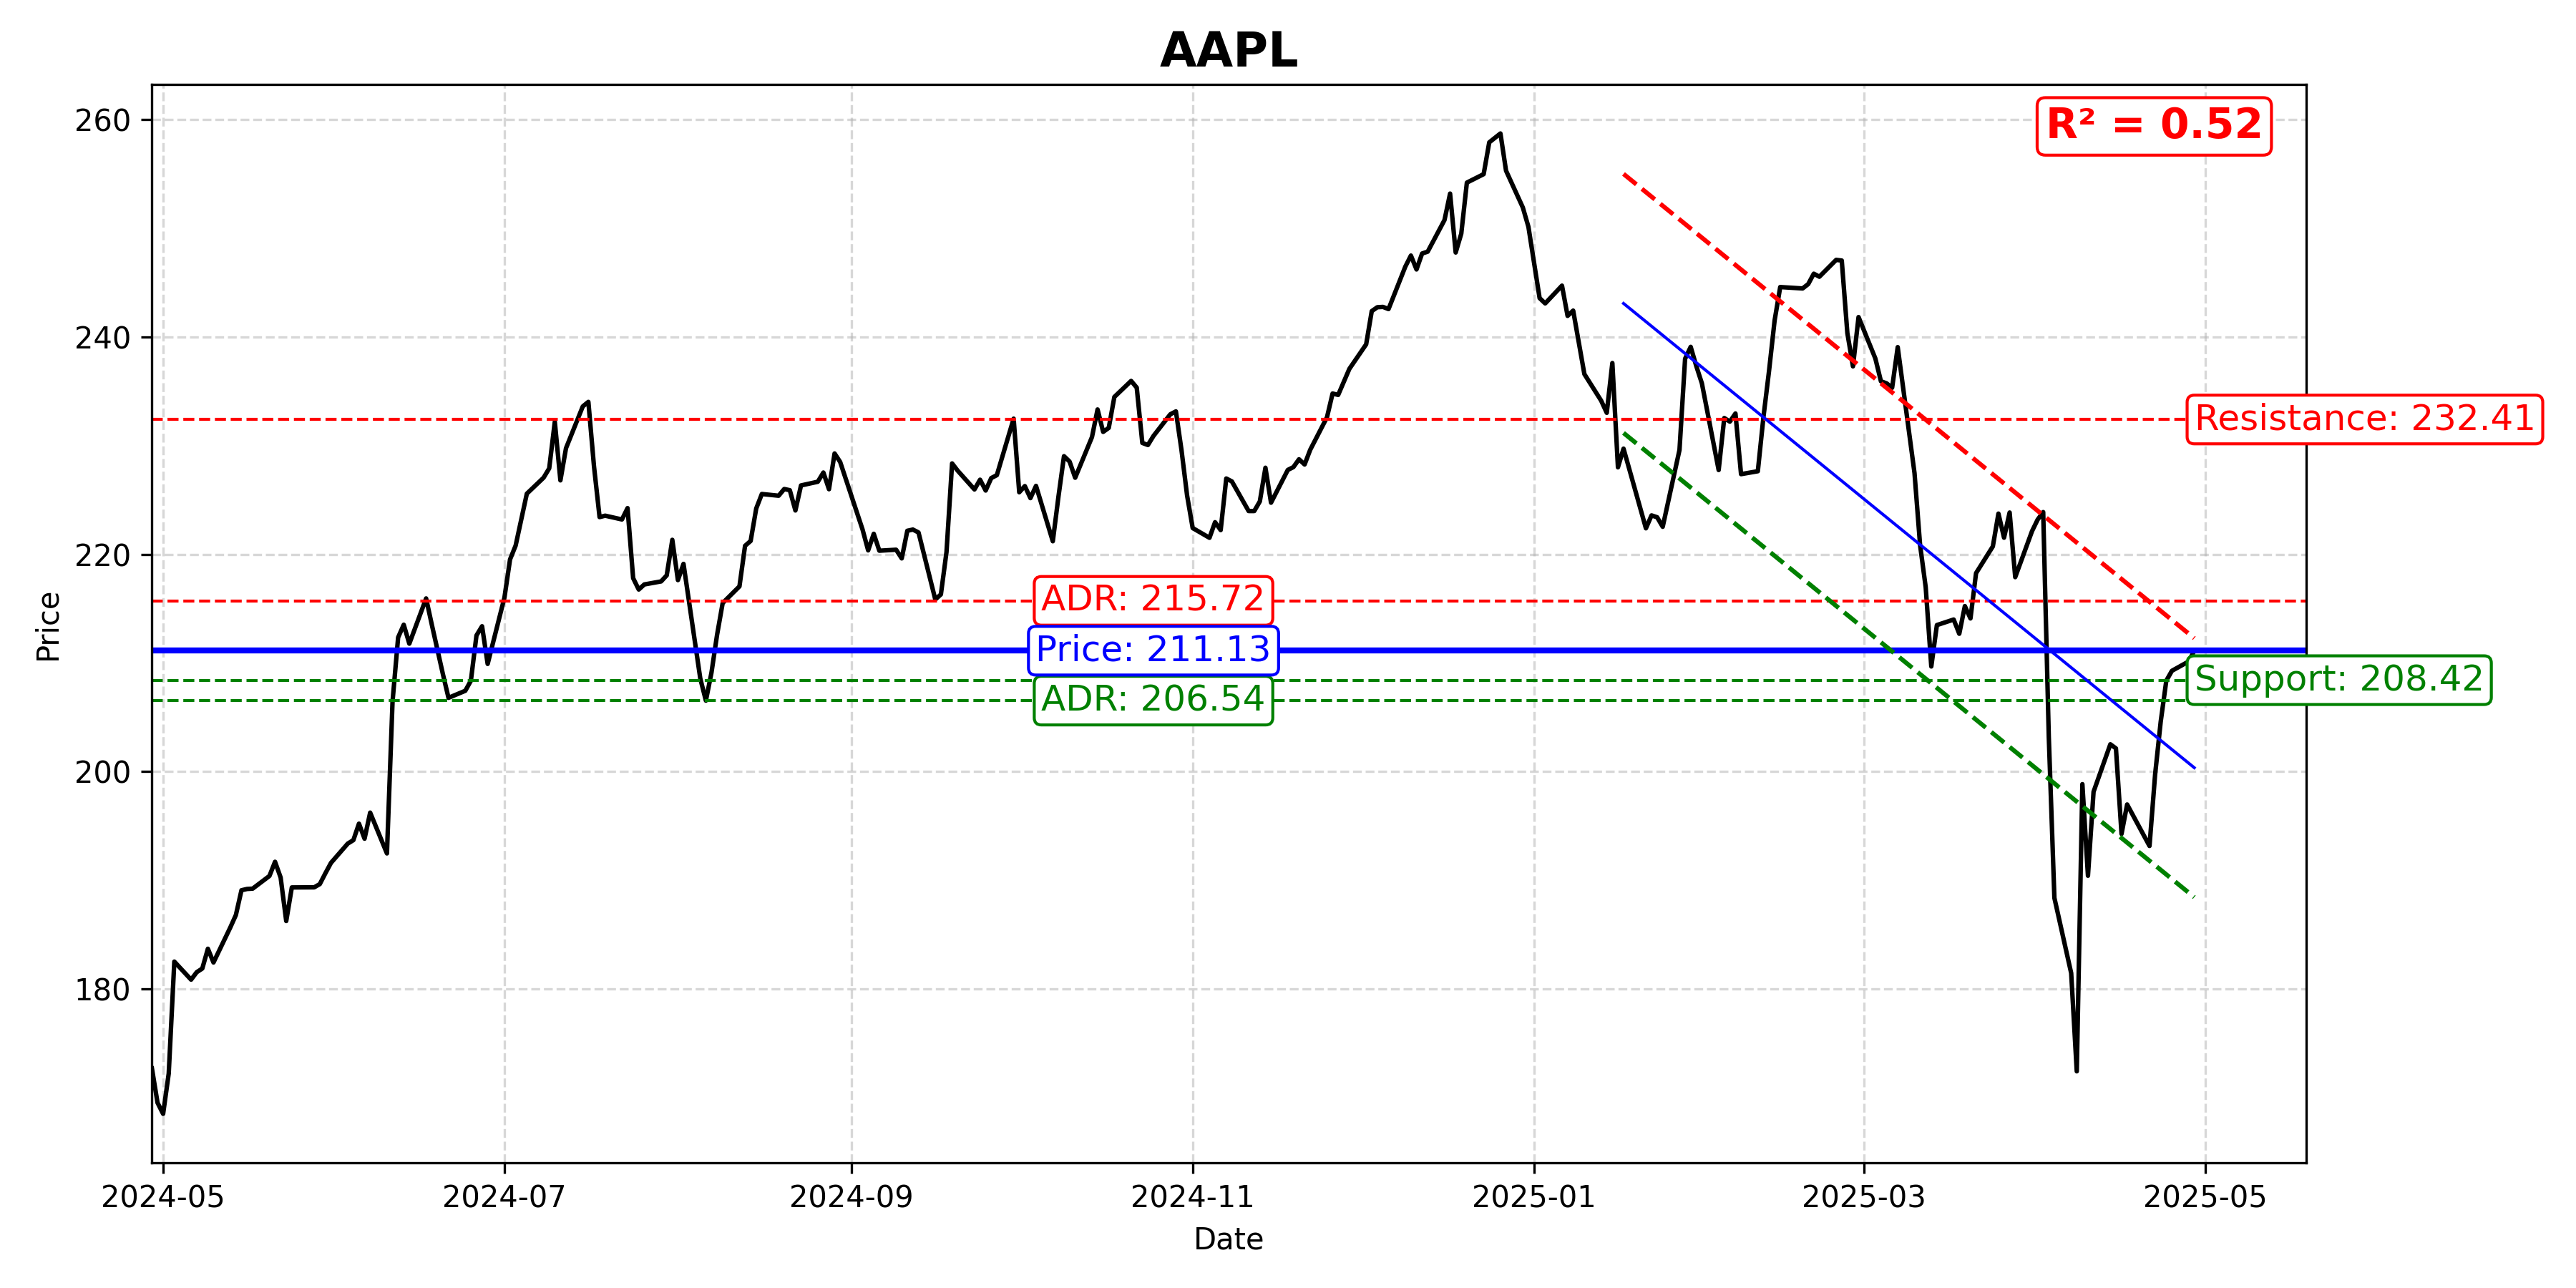 AAPL
260
R² = 0.52
240
Resistance: 232.41
220
ADR: 215.72
Price
Price: 211.13
Support: 208.42
ADR: 206.54
200
180
2024-05 2024-07 2024-09 2024-11 2025-01 2025-03 2025-05
Date